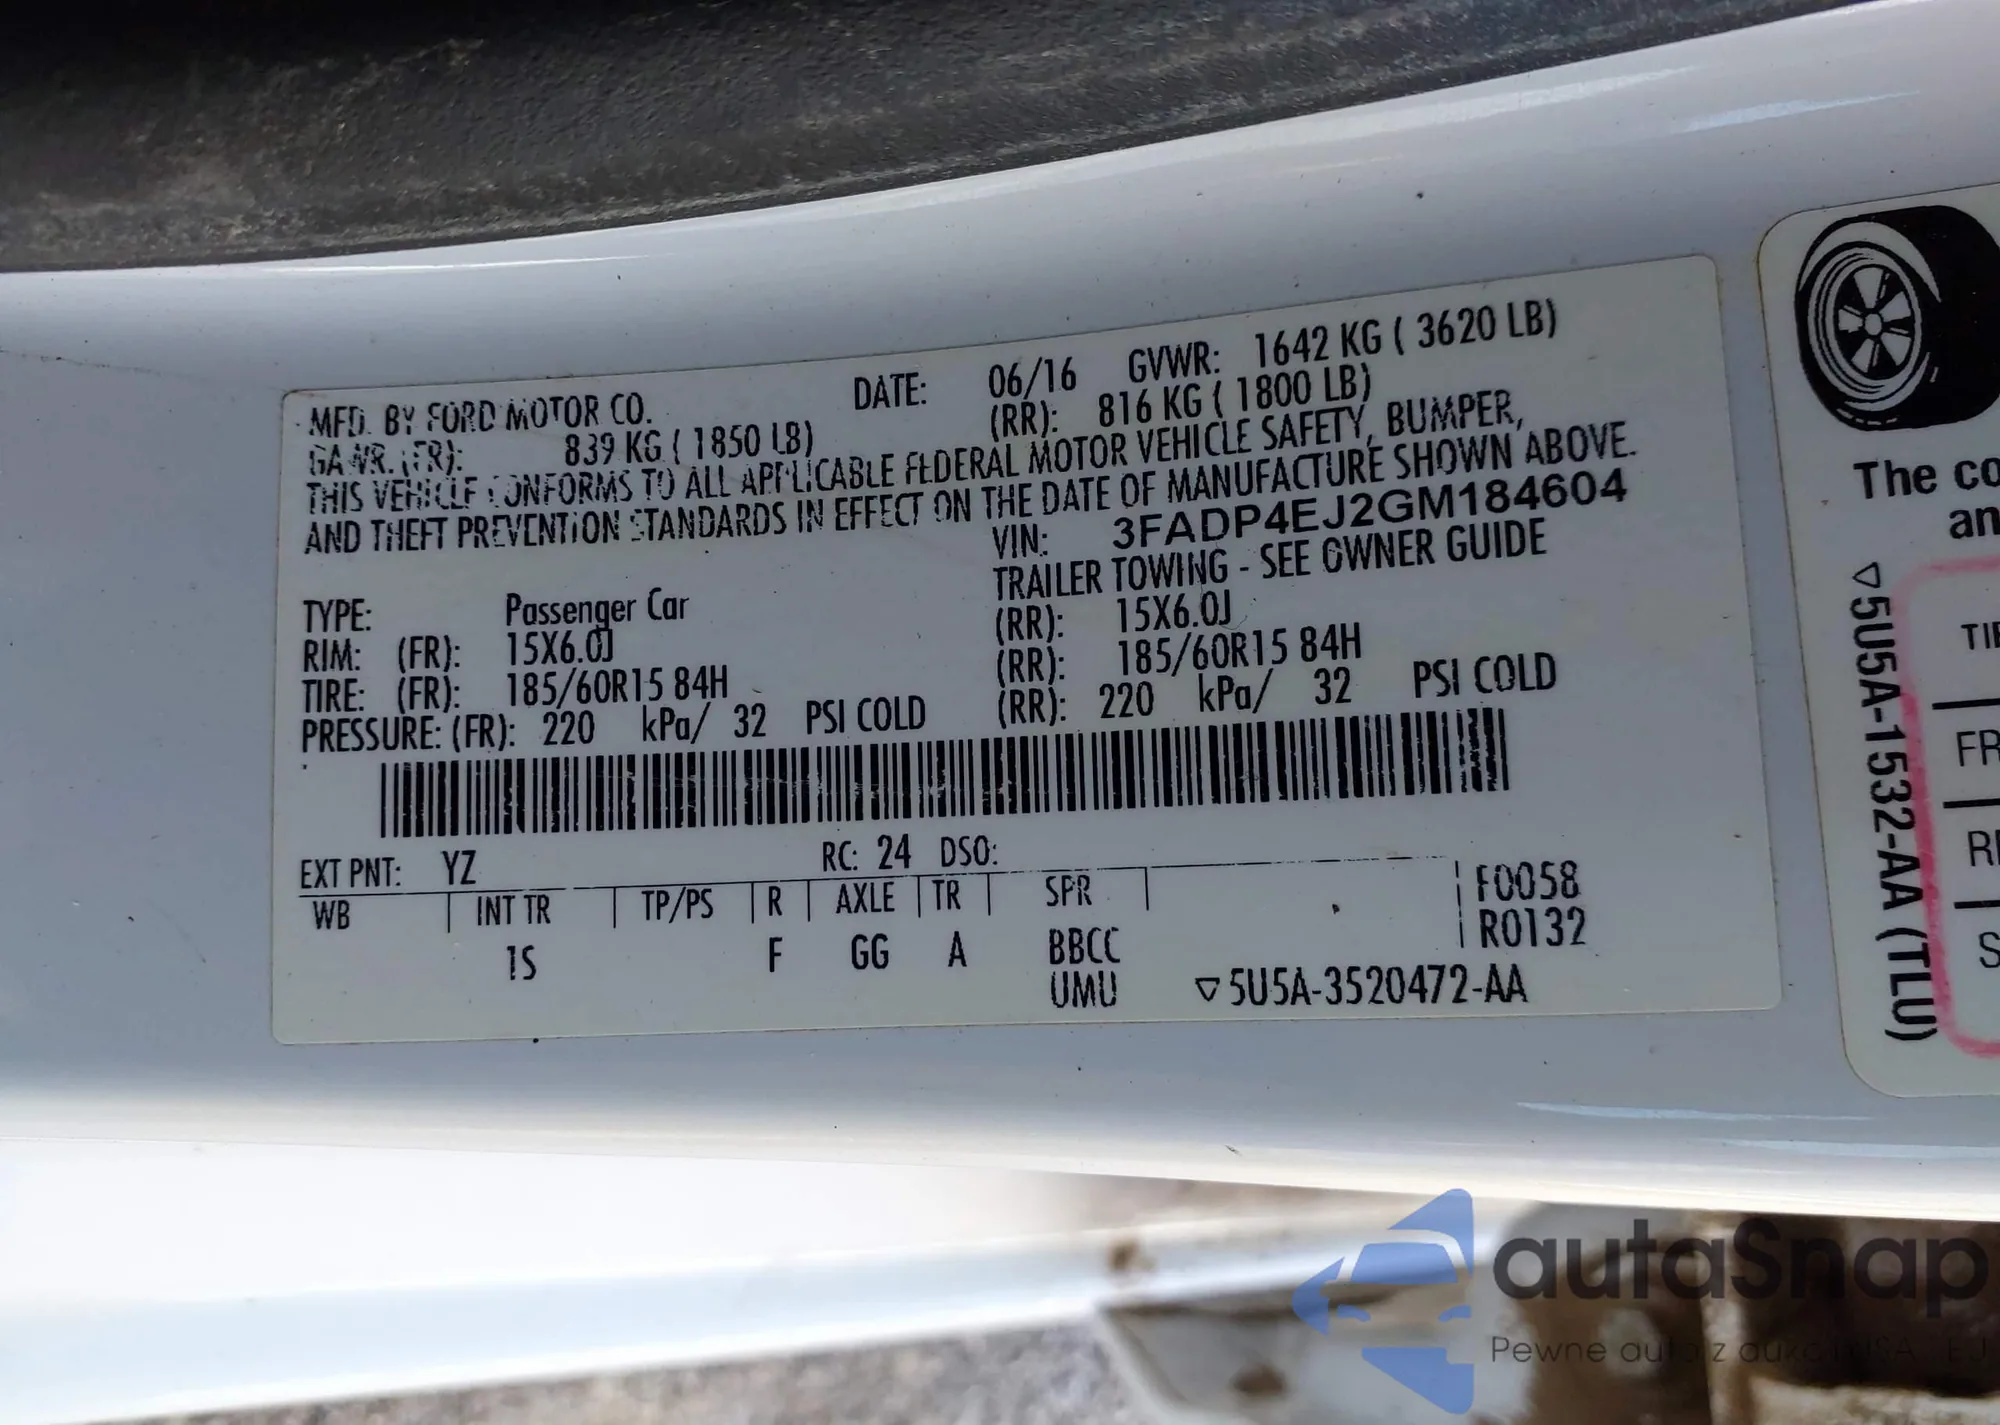 MFD. BY FORD MOTOR CO. DATE: 06/16 GVWR: 1642 KG ( 3620 LB)
GAWR. (FR): 839 KG ( 1850 LB) (RR): 816 KG ( 1800 LB)
THIS VEHICLE CONFORMS TO ALL APPLICABLE FEDERAL MOTOR VEHICLE SAFETY, BUMPER,
AND THEFT PREVENTION STANDARDS IN EFFECT ON THE DATE OF MANUFACTURE SHOWN ABOVE.
VIN: 3FADP4EJ2GM184604
TRAILER TOWING - SEE OWNER GUIDE
TYPE: Passenger Car
RIM: (FR): 15X6.0J (RR): 15X6.0J
TIRE: (FR): 185/60R15 84H (RR): 185/60R15 84H
PRESSURE: (FR): 220 kPa/ 32 PSI COLD (RR): 220 kPa/ 32 PSI COLD
EXT PNT: YZ RC: 24 DSO:
WB INT TR TP/PS R AXLE TR SPR F0058
1S F GG A BBCC R0132
UMU ▽5U5A-3520472-AA
The co
an
▽5U5A-1532-AA (TLU)
FR
S
autaSnap
Pewne auta z aukcji USA